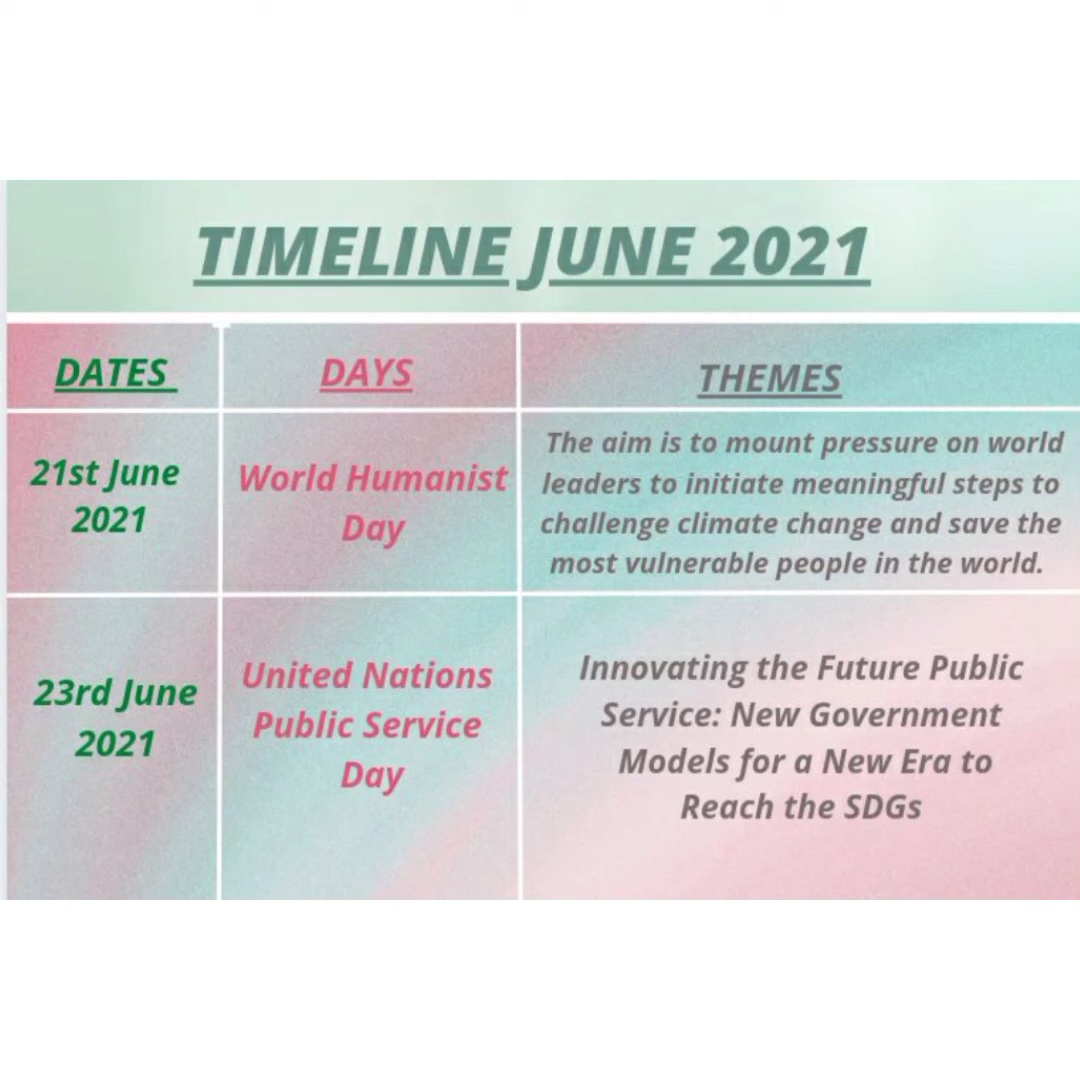 TIMELINE JUNE 2021
DATES
DAYS
THEMES
21st June
2021
World Humanist
Day
The aim is to mount pressure on world
leaders to initiate meaningful steps to
challenge climate change and save the
most vulnerable people in the world.
23rd June
2021
United Nations
Public Service
Day
Innovating the Future Public
Service: New Government
Models for a New Era to
Reach the SDGs